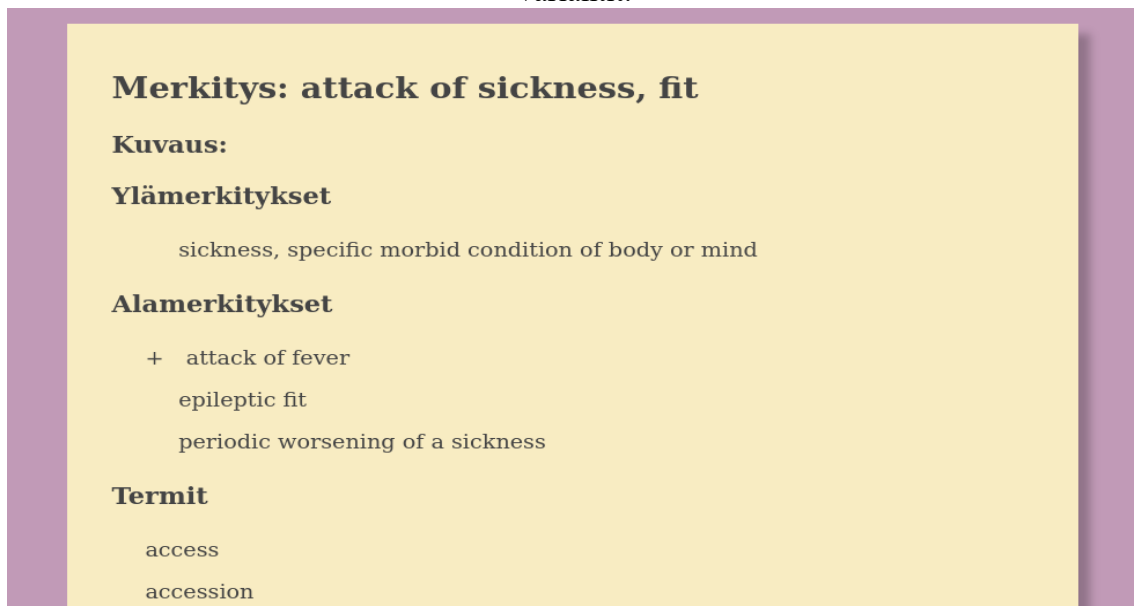 Merkitys: attack of sickness, fit
Kuvaus:
Ylämerkitykset
sickness, specific morbid condition of body or mind
Alamerkitykset
+ attack of fever
epileptic fit
periodic worsening of a sickness
Termit
access
accession